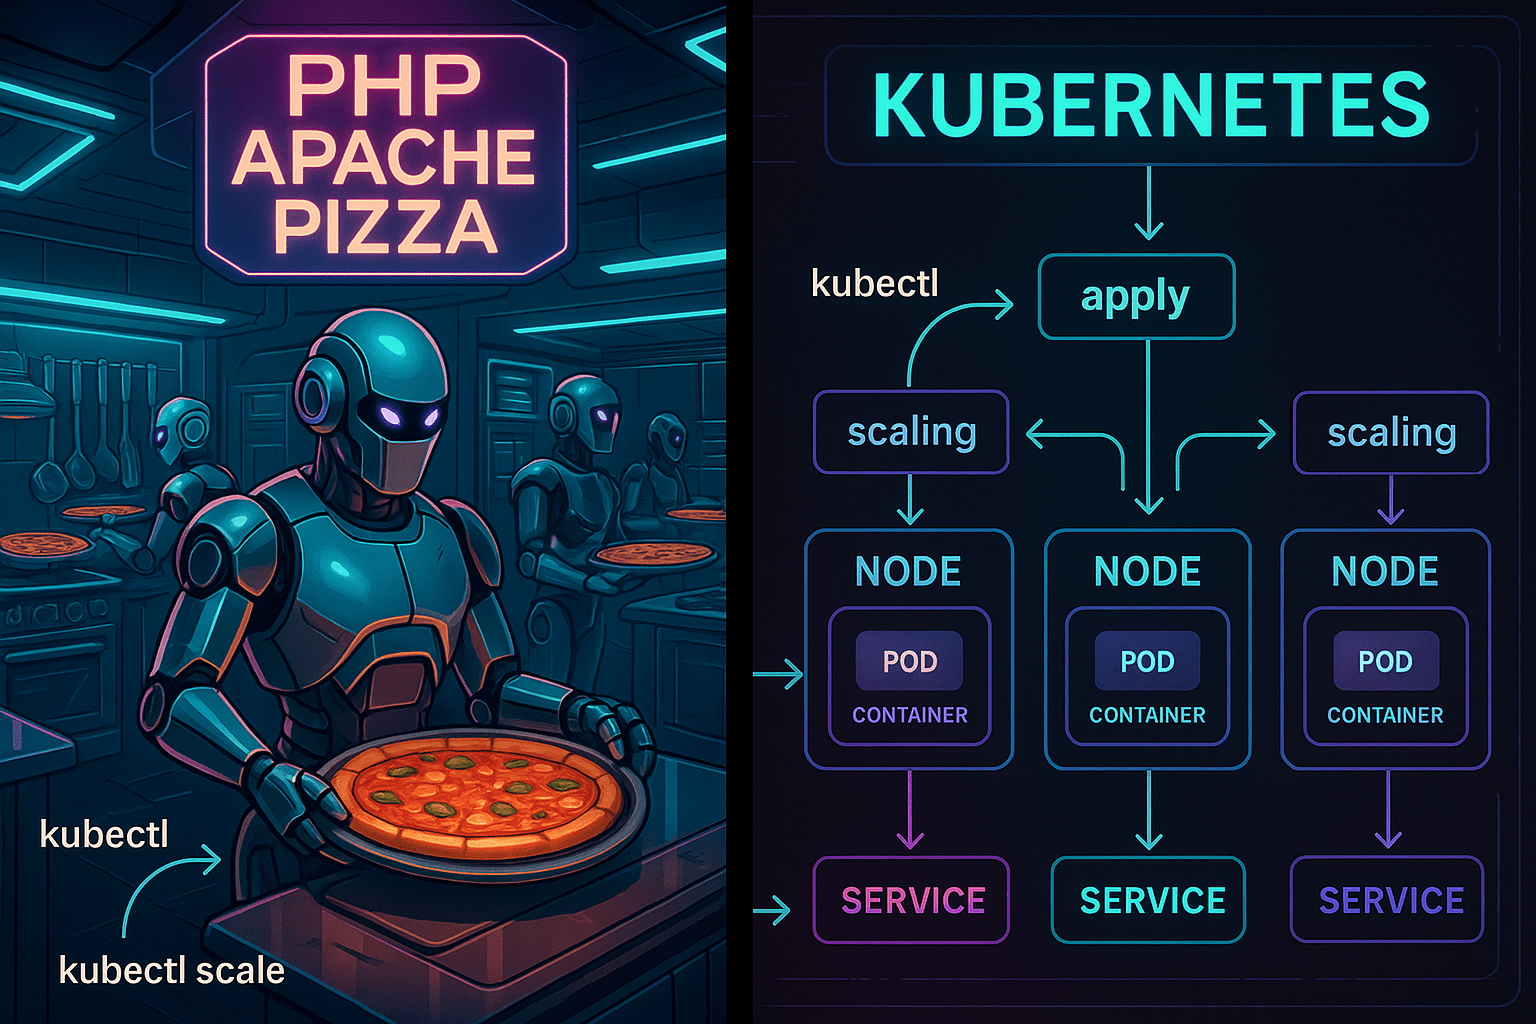 PHP
APACHE
PIZZA
kubectl
kubectl scale
KUBERNETES
kubectl
apply
scaling
scaling
NODE
NODE
NODE
POD
POD
POD
CONTAINER
CONTAINER
CONTAINER
SERVICE
SERVICE
SERVICE